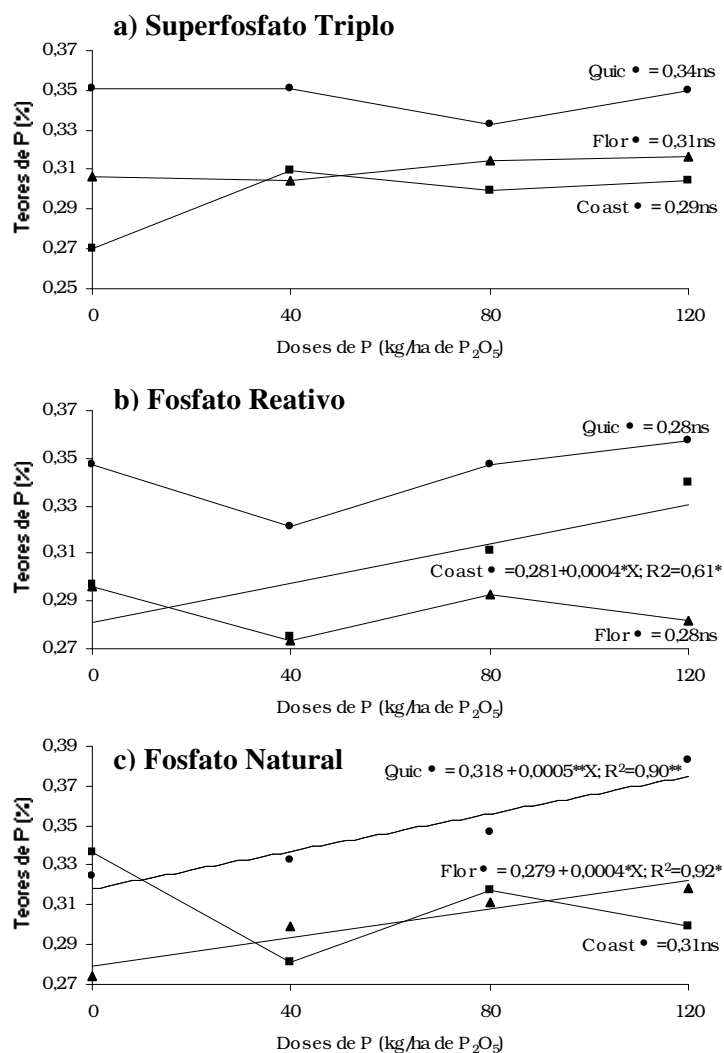 a) Superfosfato Triplo
Teores de P (%)
0,37
0,35
0,33
0,31
0,29
0,27
0,25
Quic • = 0,34ns
Flor • = 0,31ns
Coast • = 0,29ns
0 40 80 120
Doses de P (kg/ha de P₂O₅)
b) Fosfato Reativo
Teores de P (%)
0,37
0,35
0,33
0,31
0,29
0,27
Quic • = 0,28ns
Coast • =0,281+0,0004*X; R2=0,61*
Flor • = 0,28ns
0 40 80 120
Doses de P (kg/ha de P₂O₅)
c) Fosfato Natural
Teores de P (%)
0,39
0,37
0,35
0,33
0,31
0,29
0,27
Quic • = 0,318 + 0,0005**X; R²=0,90**
Flor • = 0,279 + 0,0004*X; R²=0,92*
Coast • =0,31ns
0 40 80 120
Doses de P (kg/ha de P₂O₅)